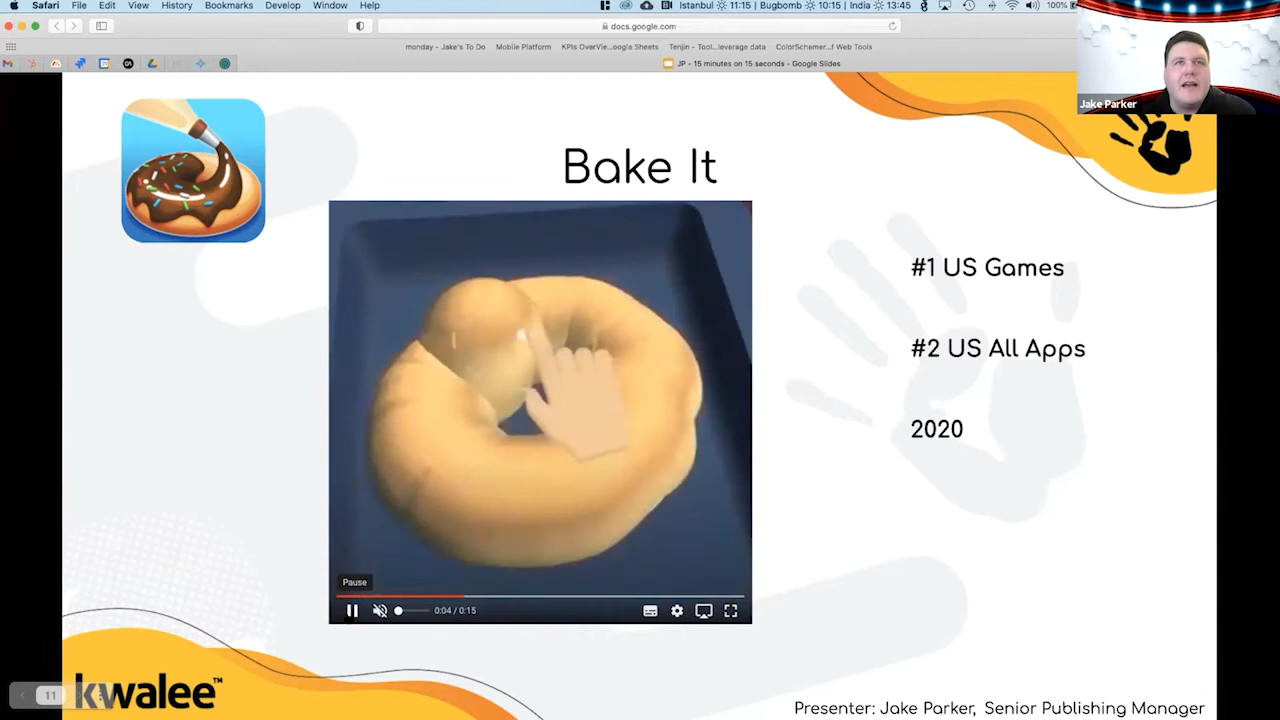 Safari File Edit View History Bookmarks Develop Window Help
Istanbul 11:15 | Bugbomb 10:15 | India 13:45
100%
docs.google.com
monday - Jake's To Do Mobile Platform KPIs OverVie...oogle Sheets Tenjin - Tool...leverage data ColorSchemer...f Web Tools
JP - 15 minutes on 15 seconds - Google Slides
Jake Parker
Bake It
#1 US Games
#2 US All Apps
2020
Pause
0:04 / 0:15
11
kwalee™
Presenter: Jake Parker, Senior Publishing Manager